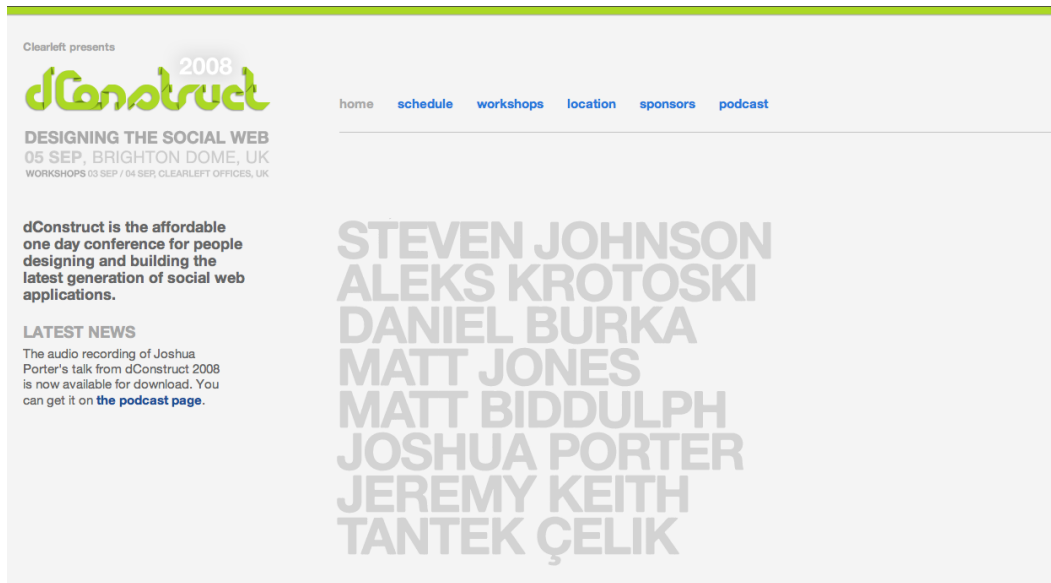 Clearleft presents
2008
dConstruct
DESIGNING THE SOCIAL WEB
05 SEP, BRIGHTON DOME, UK
WORKSHOPS 03 SEP / 04 SEP, CLEARLEFT OFFICES, UK
home schedule workshops location sponsors podcast
dConstruct is the affordable
one day conference for people
designing and building the
latest generation of social web
applications.
LATEST NEWS
The audio recording of Joshua
Porter's talk from dConstruct 2008
is now available for download. You
can get it on the podcast page.
STEVEN JOHNSON
ALEKS KROTOSKI
DANIEL BURKA
MATT JONES
MATT BIDDULPH
JOSHUA PORTER
JEREMY KEITH
TANTEK ÇELIK